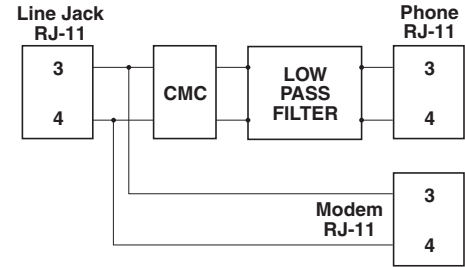 Line Jack
RJ-11
3
4
CMC
LOW
PASS
FILTER
Phone
RJ-11
3
4
Modem
RJ-11
3
4